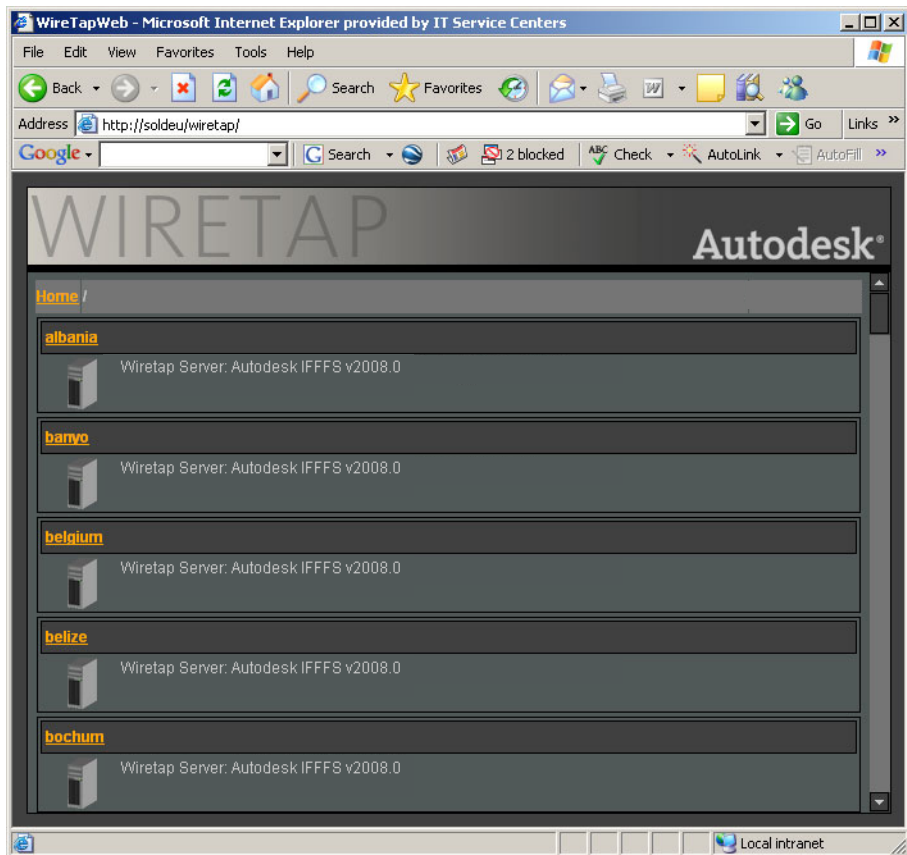 WireTapWeb - Microsoft Internet Explorer provided by IT Service Centers
File Edit View Favorites Tools Help
Back Search Favorites
Address http://soldeu/wiretap/ Go Links »
Google Search 2 blocked ABC Check AutoLink AutoFill »
WIRETAP Autodesk®
Home /
albania
Wiretap Server: Autodesk IFFFS v2008.0
banyo
Wiretap Server: Autodesk IFFFS v2008.0
belgium
Wiretap Server: Autodesk IFFFS v2008.0
belize
Wiretap Server: Autodesk IFFFS v2008.0
bochum
Wiretap Server: Autodesk IFFFS v2008.0
Local intranet